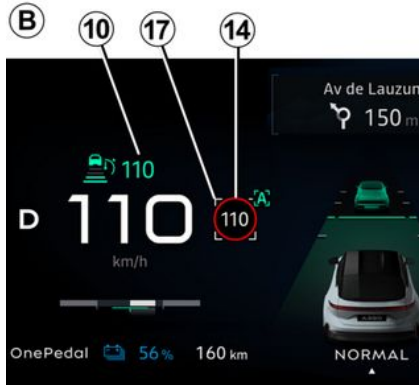 B
10
17
14
Av de Lauzun
150 m
110
A
D
110
110
km/h
OnePedal
56 %
160 km
NORMAL